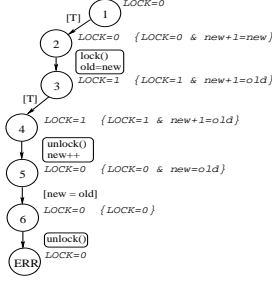 1 LOCK=0
[T]
2 LOCK=0 {LOCK=0 & new+1=new}
lock()
old=new
3 LOCK=1 {LOCK=1 & new+1=old}
[T]
4 LOCK=1 {LOCK=1 & new+1=old}
unlock()
new++
5 LOCK=0 {LOCK=0 & new=old}
[new = old]
6 LOCK=0 {LOCK=0}
unlock()
ERR LOCK=0